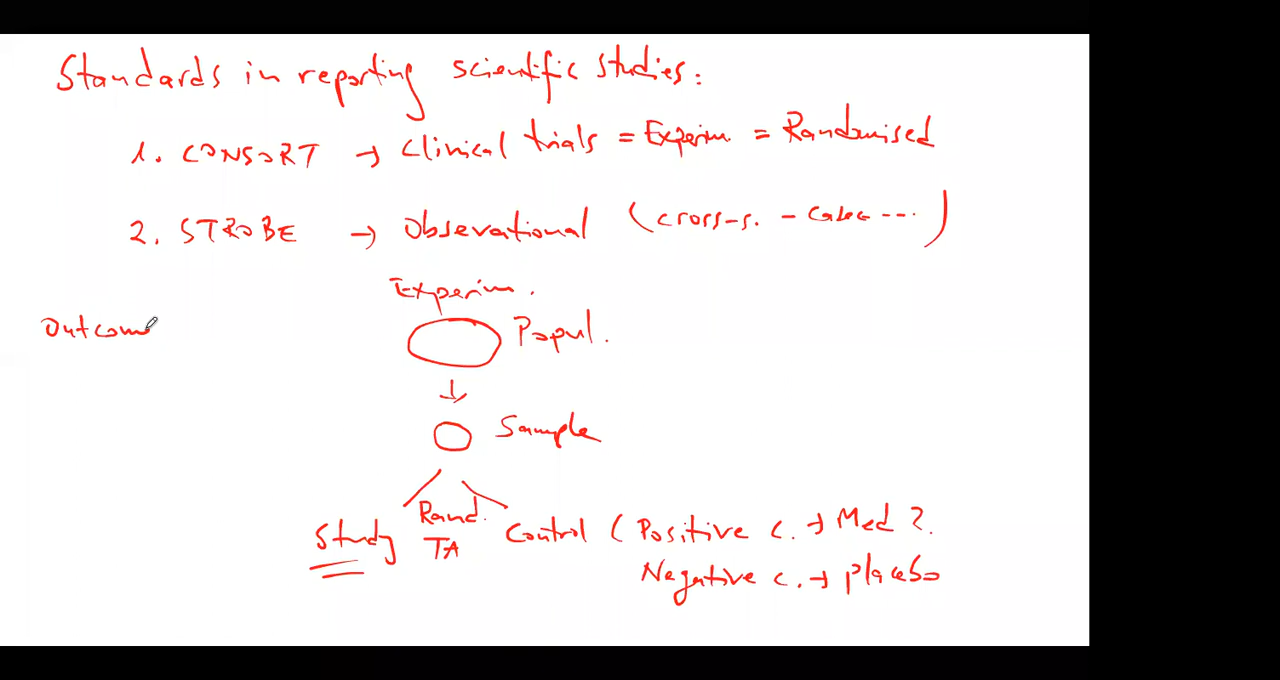 Standards in reporting scientific studies:
1. CONSORT → Clinical trials = Experim = Randomised
2. STROBE → Observational (cross-s. -
Experim.
Outcom
Popul.
↓
Sample
Rand.
Study TA Control ( Positive c. → Med 2.
Negative c. → placebo